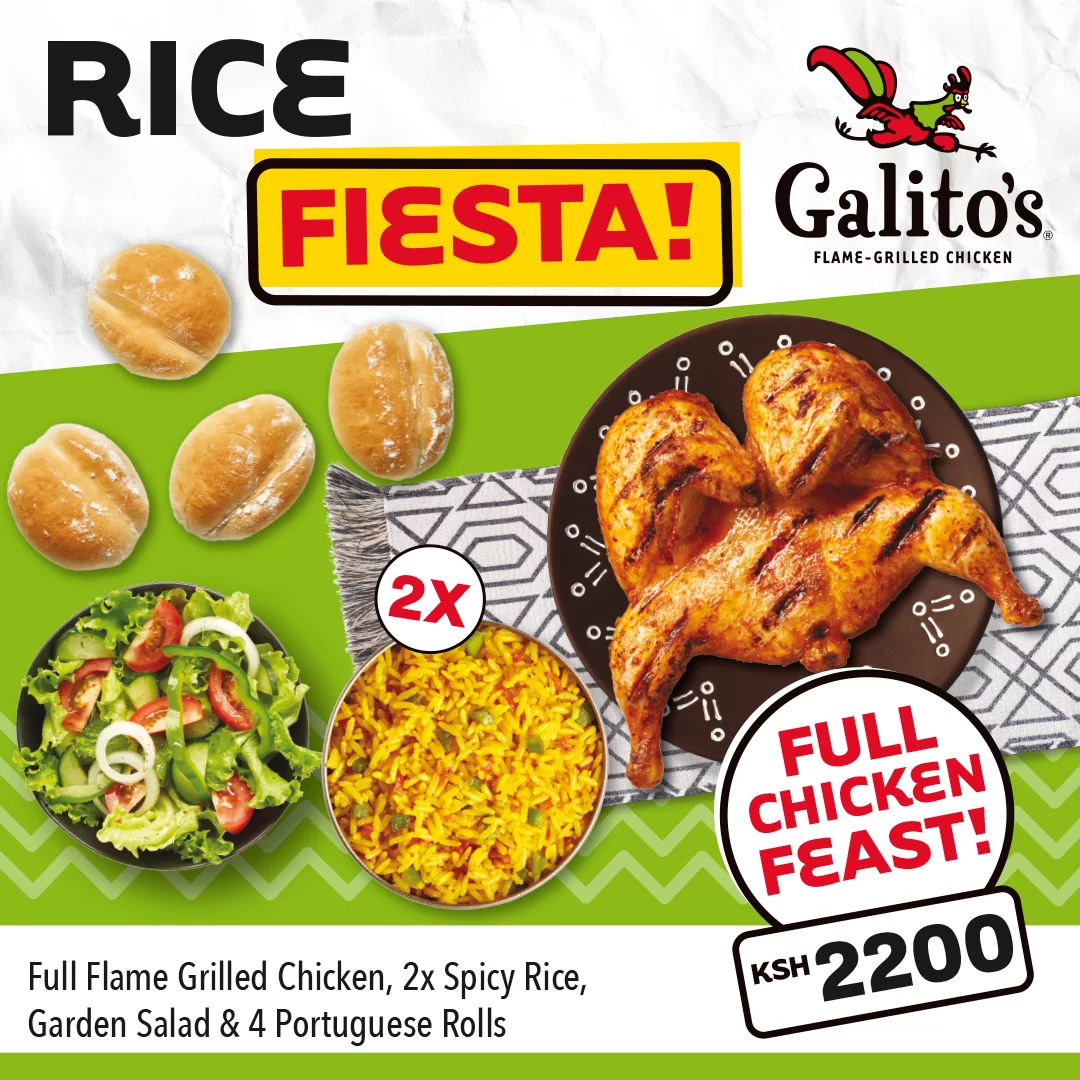 RICE
FIESTA!
Galito's®
FLAME-GRILLED CHICKEN
2X
FULL
CHICKEN
FEAST!
KSH 2200
Full Flame Grilled Chicken, 2x Spicy Rice,
Garden Salad & 4 Portuguese Rolls